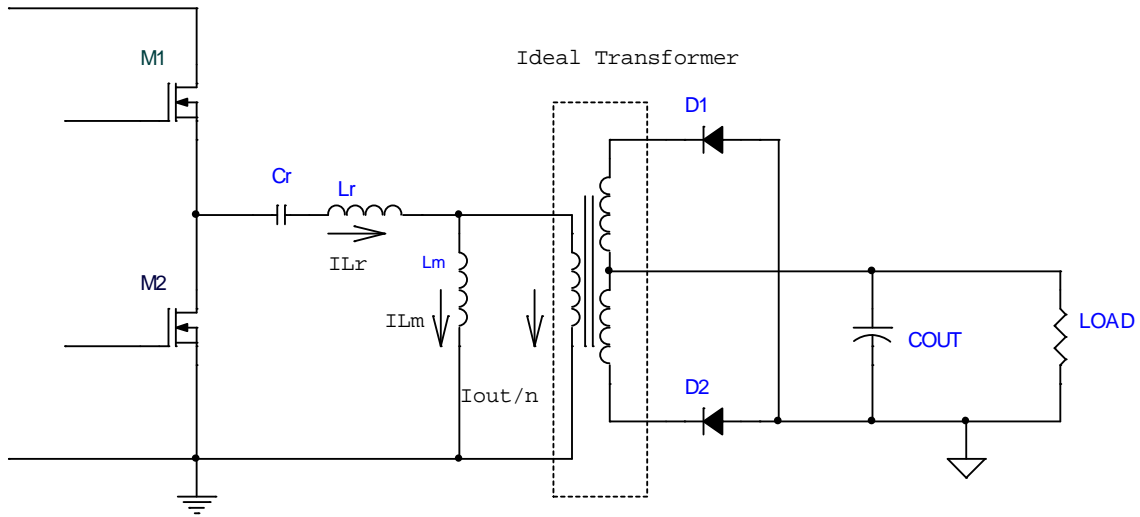 Ideal Transformer
M1
D1
Cr
Lr
ILr
Lm
M2
ILm
LOAD
COUT
D2
Iout/n